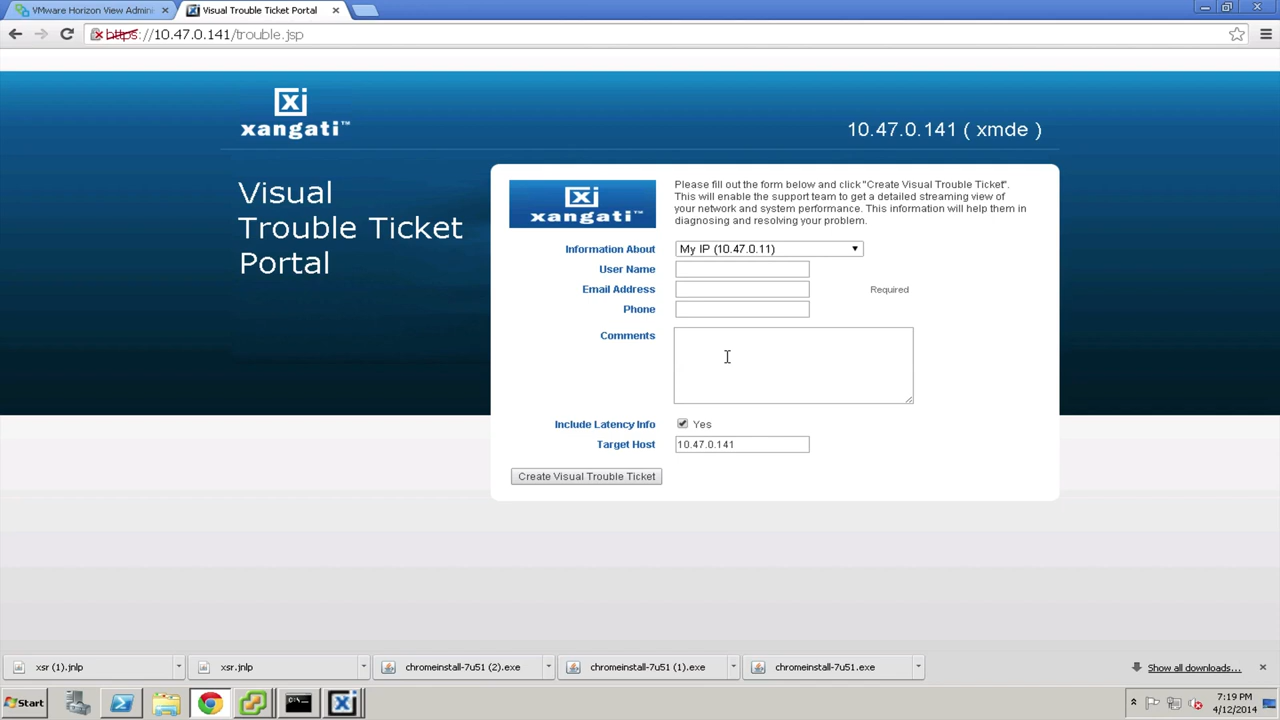 VMware Horizon View Admin
Visual Trouble Ticket Portal
https://10.47.0.141/trouble.jsp
xangati™
10.47.0.141 ( xmde )
Visual
Trouble Ticket
Portal
xangati™
Please fill out the form below and click "Create Visual Trouble Ticket".
This will enable the support team to get a detailed streaming view of
your network and system performance. This information will help them in
diagnosing and resolving your problem.
Information About My IP (10.47.0.11)
User Name
Email Address Required
Phone
Comments
Include Latency Info Yes
Target Host 10.47.0.141
Create Visual Trouble Ticket
xsr (1).jnlp xsr.jnlp chromeinstall-7u51 (2).exe chromeinstall-7u51 (1).exe chromeinstall-7u51.exe Show all downloads...
Start
7:19 PM
4/12/2014